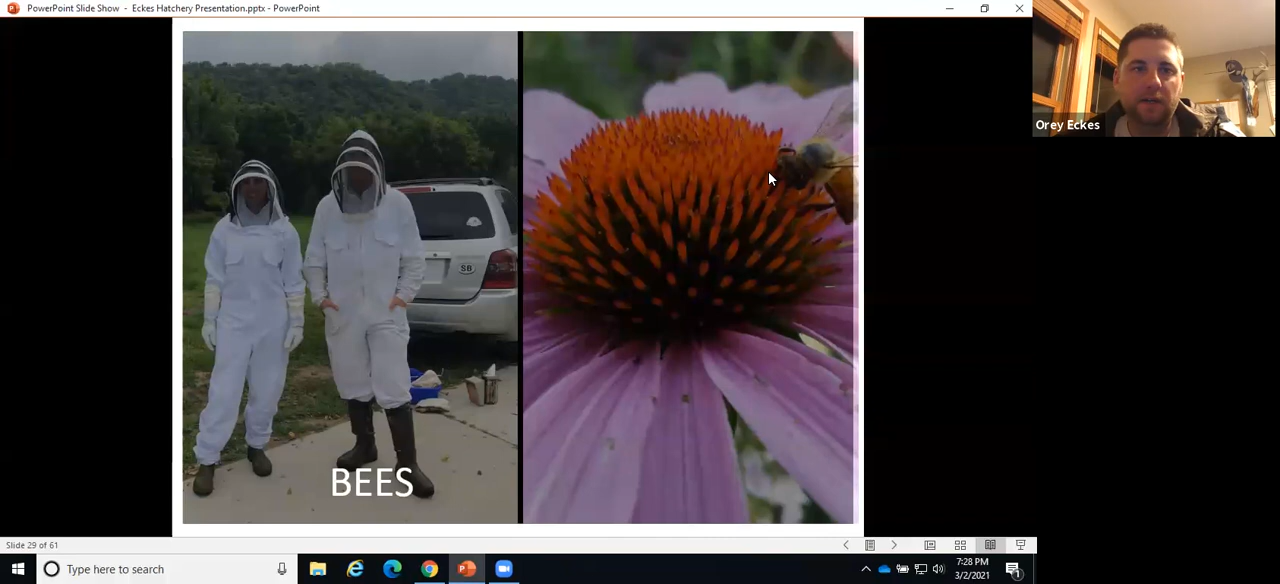 PowerPoint Slide Show - Eckes Hatchery Presentation.pptx - PowerPoint
Orey Eckes
SB
BEES
Slide 29 of 61
Type here to search
7:28 PM
3/2/2021
1